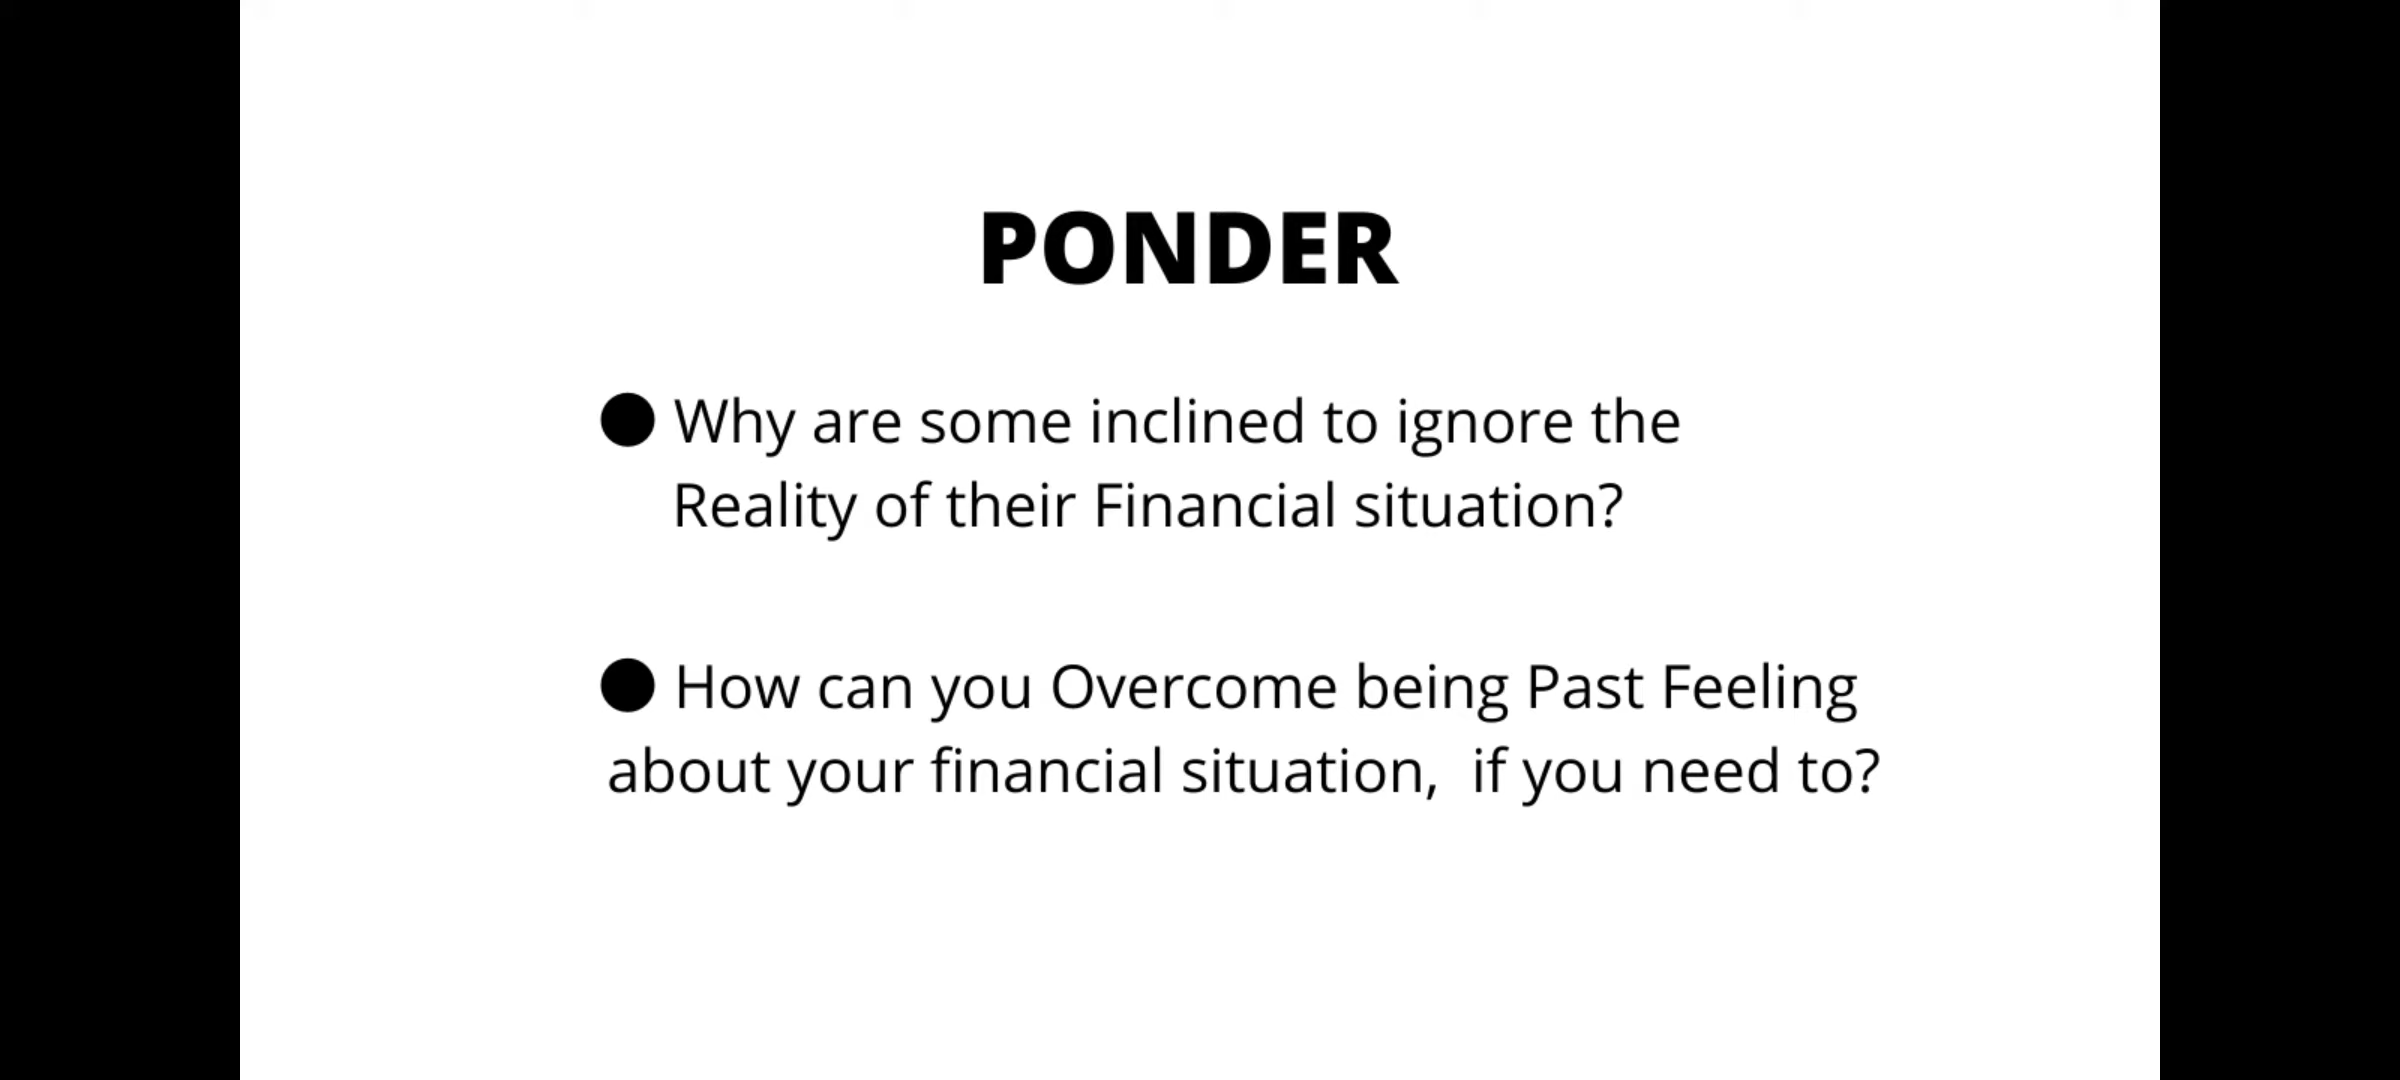 PONDER
● Why are some inclined to ignore the
Reality of their Financial situation?
● How can you Overcome being Past Feeling
about your financial situation,  if you need to?